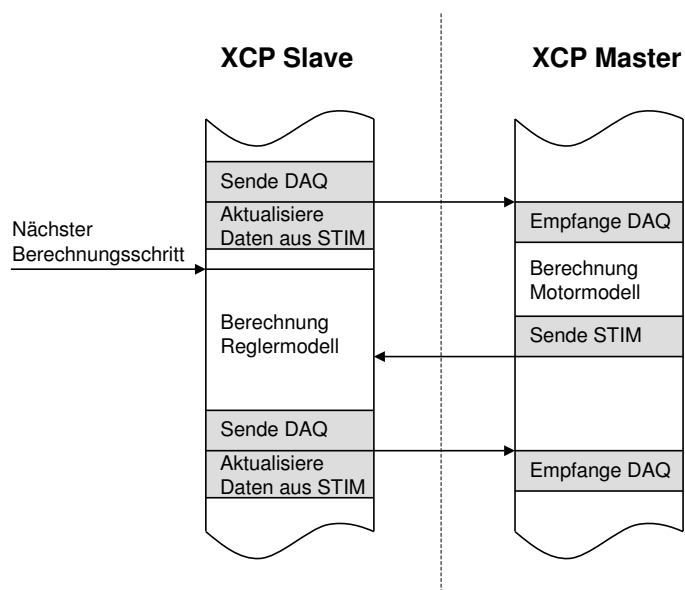 XCP Slave
XCP Master
Sende DAQ
Aktualisiere
Daten aus STIM
Empfange DAQ
Nächster
Berechnungsschritt
Berechnung
Motormodell
Berechnung
Reglermodell
Sende STIM
Sende DAQ
Aktualisiere
Daten aus STIM
Empfange DAQ